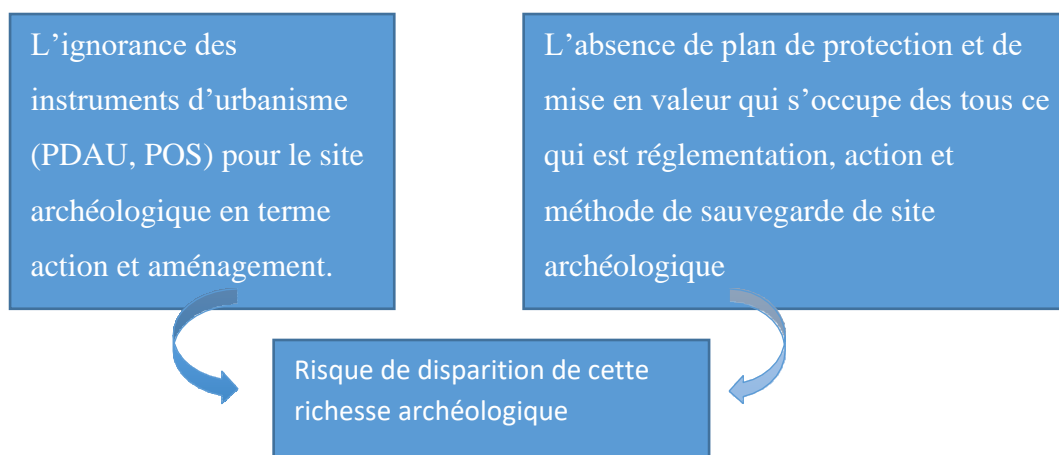 L’ignorance des
instruments d’urbanisme
(PDAU, POS) pour le site
archéologique en terme
action et aménagement.
L’absence de plan de protection et de
mise en valeur qui s’occupe des tous ce
qui est réglementation, action et
méthode de sauvegarde de site
archéologique
Risque de disparition de cette
richesse archéologique